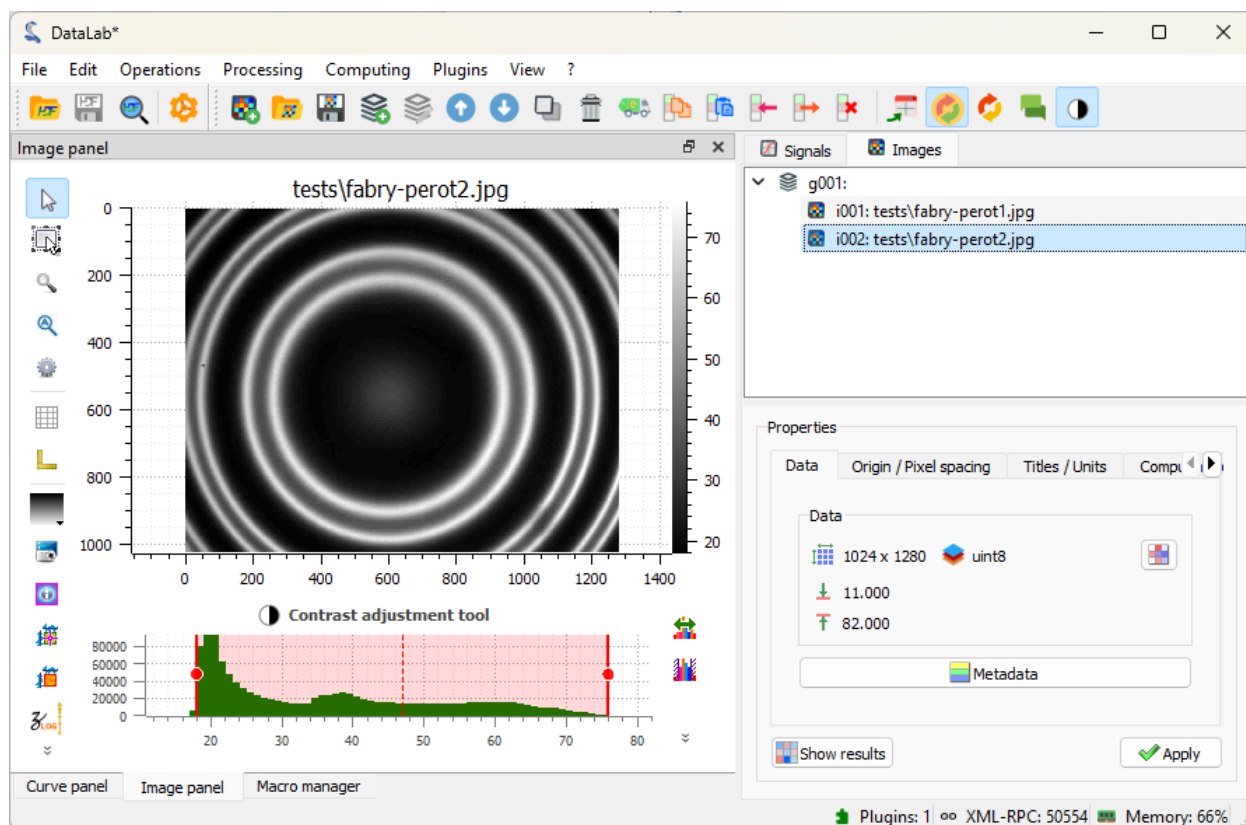 DataLab*
File Edit Operations Processing Computing Plugins View ?
Image panel
Signals Images
tests\fabry-perot2.jpg
g001:
i001: tests\fabry-perot1.jpg
i002: tests\fabry-perot2.jpg
0
200
400
600
800
1000
0 200 400 600 800 1000 1200 1400
70
60
50
40
30
20
Contrast adjustment tool
80000
60000
40000
20000
0
20 30 40 50 60 70 80
LOG
Properties
Data Origin / Pixel spacing Titles / Units
Data
1024 x 1280 uint8
11.000
82.000
Metadata
Show results Apply
Curve panel Image panel Macro manager
Plugins: 1 XML-RPC: 50554 Memory: 66%